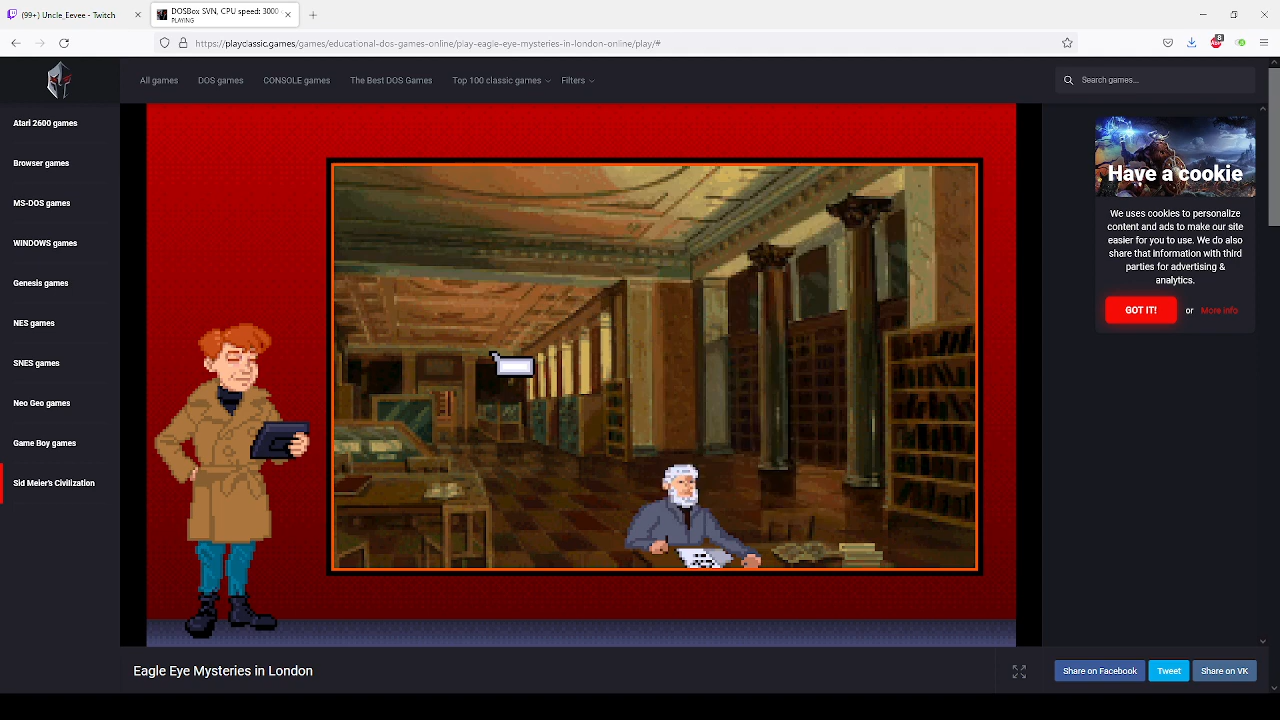 (99+) Uncle_Eevee - Twitch
DOSBox SVN, CPU speed: 3000
PLAYING
https://playclassic.games/games/educational-dos-games-online/play-eagle-eye-mysteries-in-london-online/play/#
8
All games
DOS games
CONSOLE games
The Best DOS Games
Top 100 classic games
Filters
Search games...
Atari 2600 games
Browser games
MS-DOS games
WINDOWS games
Genesis games
NES games
SNES games
Neo Geo games
Game Boy games
Sid Meier's Civilization
Have a cookie
We uses cookies to personalize
content and ads to make our site
easier for you to use. We do also
share that information with third
parties for advertising &
analytics.
GOT IT!
or
More info
Eagle Eye Mysteries in London
Share on Facebook
Tweet
Share on VK